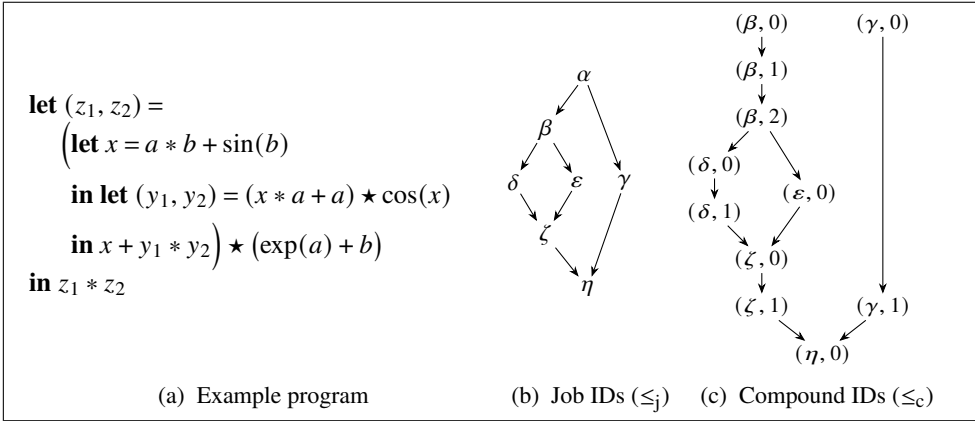 let (z₁, z₂) =
(let x = a ∗ b + sin(b)
in let (y₁, y₂) = (x ∗ a + a) ⋆ cos(x)
in x + y₁ ∗ y₂) ⋆ (exp(a) + b)
in z₁ ∗ z₂
(a) Example program
α
β
δ ε γ
ζ
η
(b) Job IDs (≤ⱼ)
(β, 0) (γ, 0)
(β, 1)
(β, 2)
(δ, 0)
(ε, 0)
(δ, 1)
(ζ, 0)
(ζ, 1) (γ, 1)
(η, 0)
(c) Compound IDs (≤c)